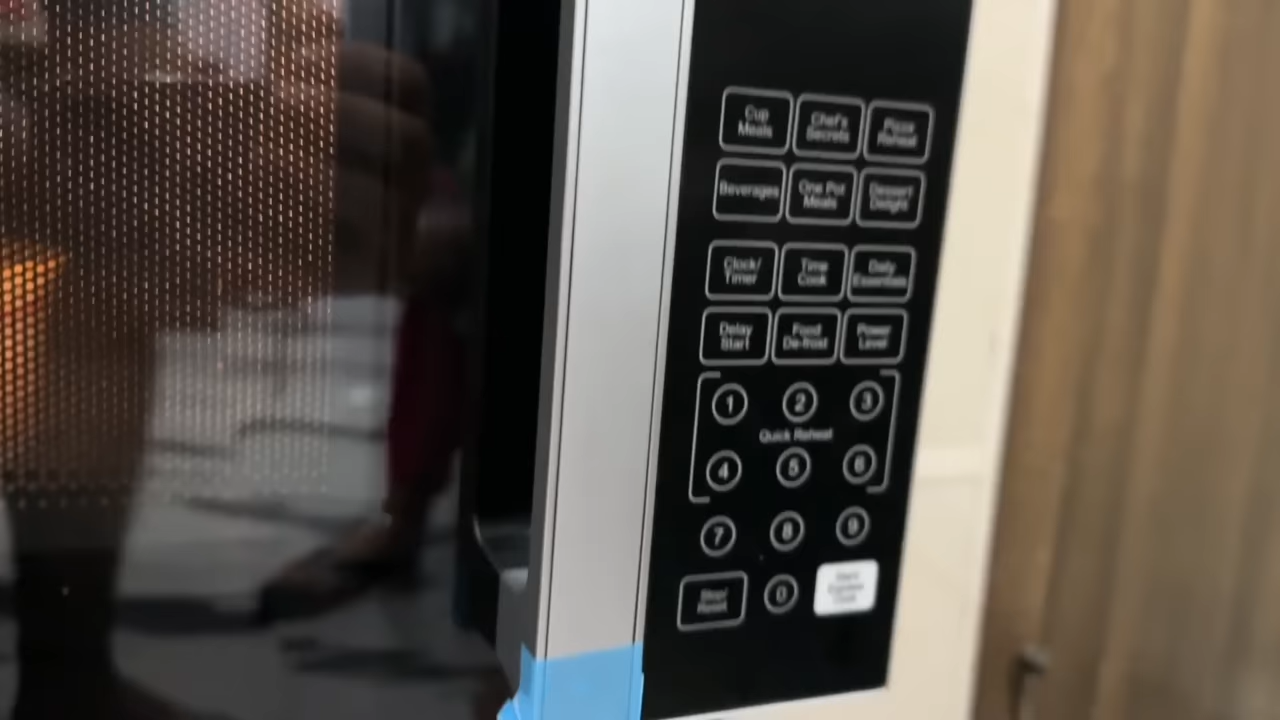 Cup
Meals
Chef's
Secrets
Pizza
Reheat
Beverages
One Pot
Meals
Dessert
Delight
Clock/
Timer
Time
Cook
Daily
Essentials
Delay
Start
Food
De-frost
Power
Level
1 2 3
Quick Reheat
4 5 6
7 8 9
Stop/
Reset
0